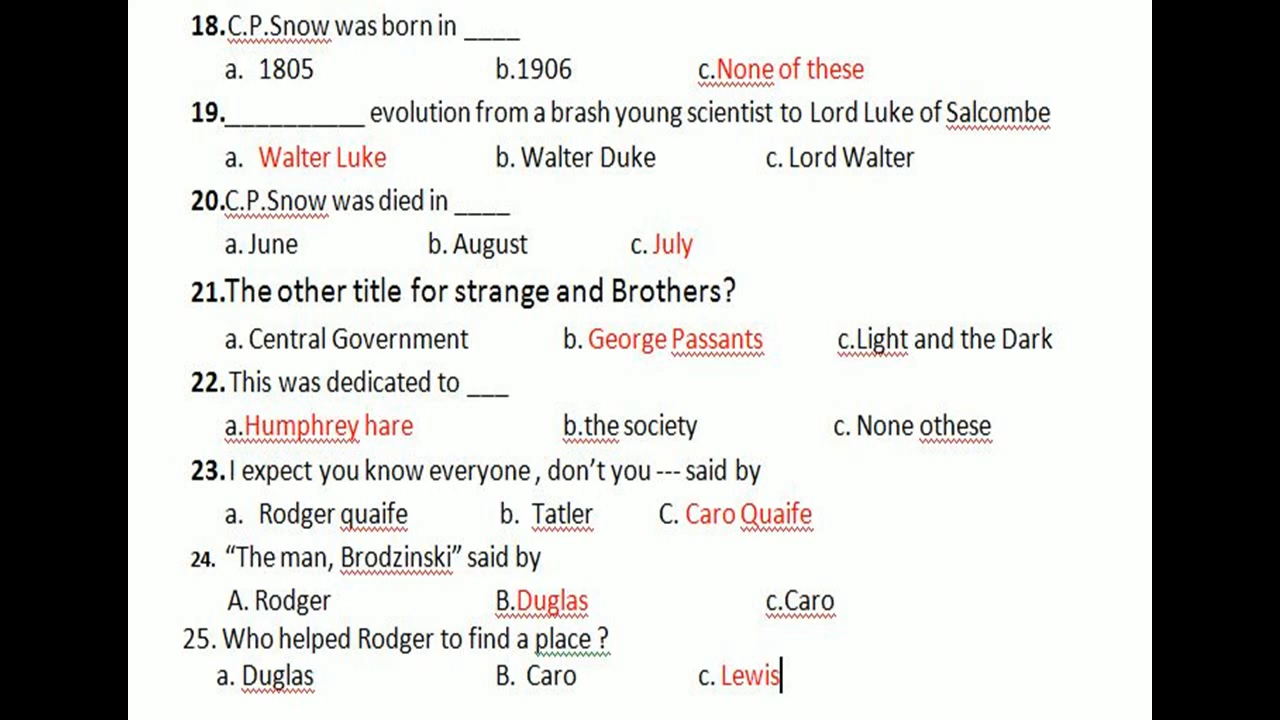 18.C.P.Snow was born in ____
a. 1805 b.1906 c.None of these
19.__________ evolution from a brash young scientist to Lord Luke of Salcombe
a. Walter Luke b. Walter Duke c. Lord Walter
20.C.P.Snow was died in ____
a. June b. August c. July
21.The other title for strange and Brothers?
a. Central Government b. George Passants c.Light and the Dark
22.This was dedicated to ___
a.Humphrey hare b.the society c. None othese
23.I expect you know everyone , don’t you --- said by
a. Rodger quaife b. Tatler C. Caro Quaife
24. “The man, Brodzinski” said by
A. Rodger B.Duglas c.Caro
25. Who helped Rodger to find a place ?
a. Duglas B. Caro c. Lewis